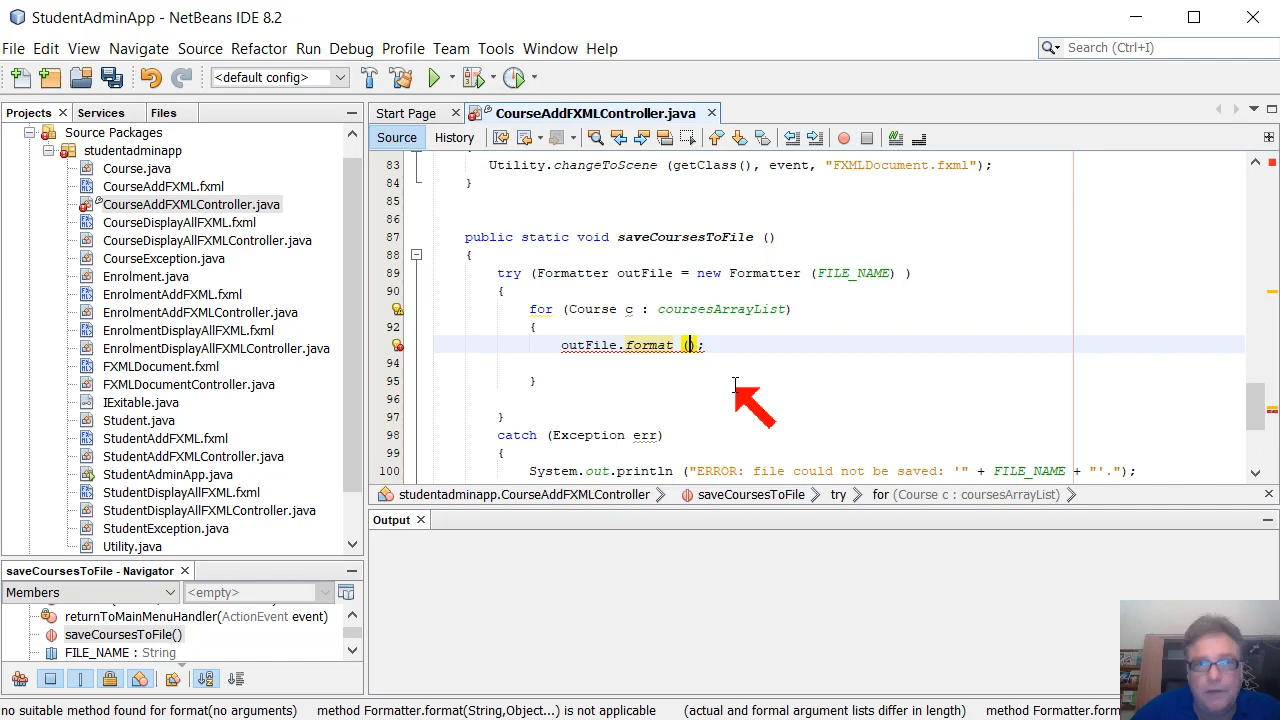 StudentAdminApp - NetBeans IDE 8.2
File Edit View Navigate Source Refactor Run Debug Profile Team Tools Window Help
Search (Ctrl+I)
<default config>
Projects Services Files
Start Page CourseAddFXMLController.java
Source History
Source Packages
studentadminapp
Course.java
CourseAddFXML.fxml
CourseAddFXMLController.java
CourseDisplayAllFXML.fxml
CourseDisplayAllFXMLController.java
CourseException.java
Enrolment.java
EnrolmentAddFXML.fxml
EnrolmentAddFXMLController.java
EnrolmentDisplayAllFXML.fxml
EnrolmentDisplayAllFXMLController.java
FXMLDocument.fxml
FXMLDocumentController.java
IExitable.java
Student.java
StudentAddFXML.fxml
StudentAddFXMLController.java
StudentAdminApp.java
StudentDisplayAllFXML.fxml
StudentDisplayAllFXMLController.java
StudentException.java
Utility.java
83 Utility.changeToScene (getClass(), event, "FXMLDocument.fxml");
84 }
85
86
87 public static void saveCoursesToFile ()
88 {
89 try (Formatter outFile = new Formatter (FILE_NAME) )
90 {
for (Course c : coursesArrayList)
92 {
outFile.format ();
94
95 }
96
97 }
98 catch (Exception err)
99 {
100 System.out.println ("ERROR: file could not be saved: '" + FILE_NAME + "'.");
studentadminapp.CourseAddFXMLController saveCoursesToFile try for (Course c : coursesArrayList)
Output
saveCoursesToFile - Navigator
Members <empty>
returnToMainMenuHandler(ActionEvent event)
saveCoursesToFile()
FILE_NAME : String
no suitable method found for format(no arguments) method Formatter.format(String,Object...) is not applicable (actual and formal argument lists differ in length) method Formatter.form